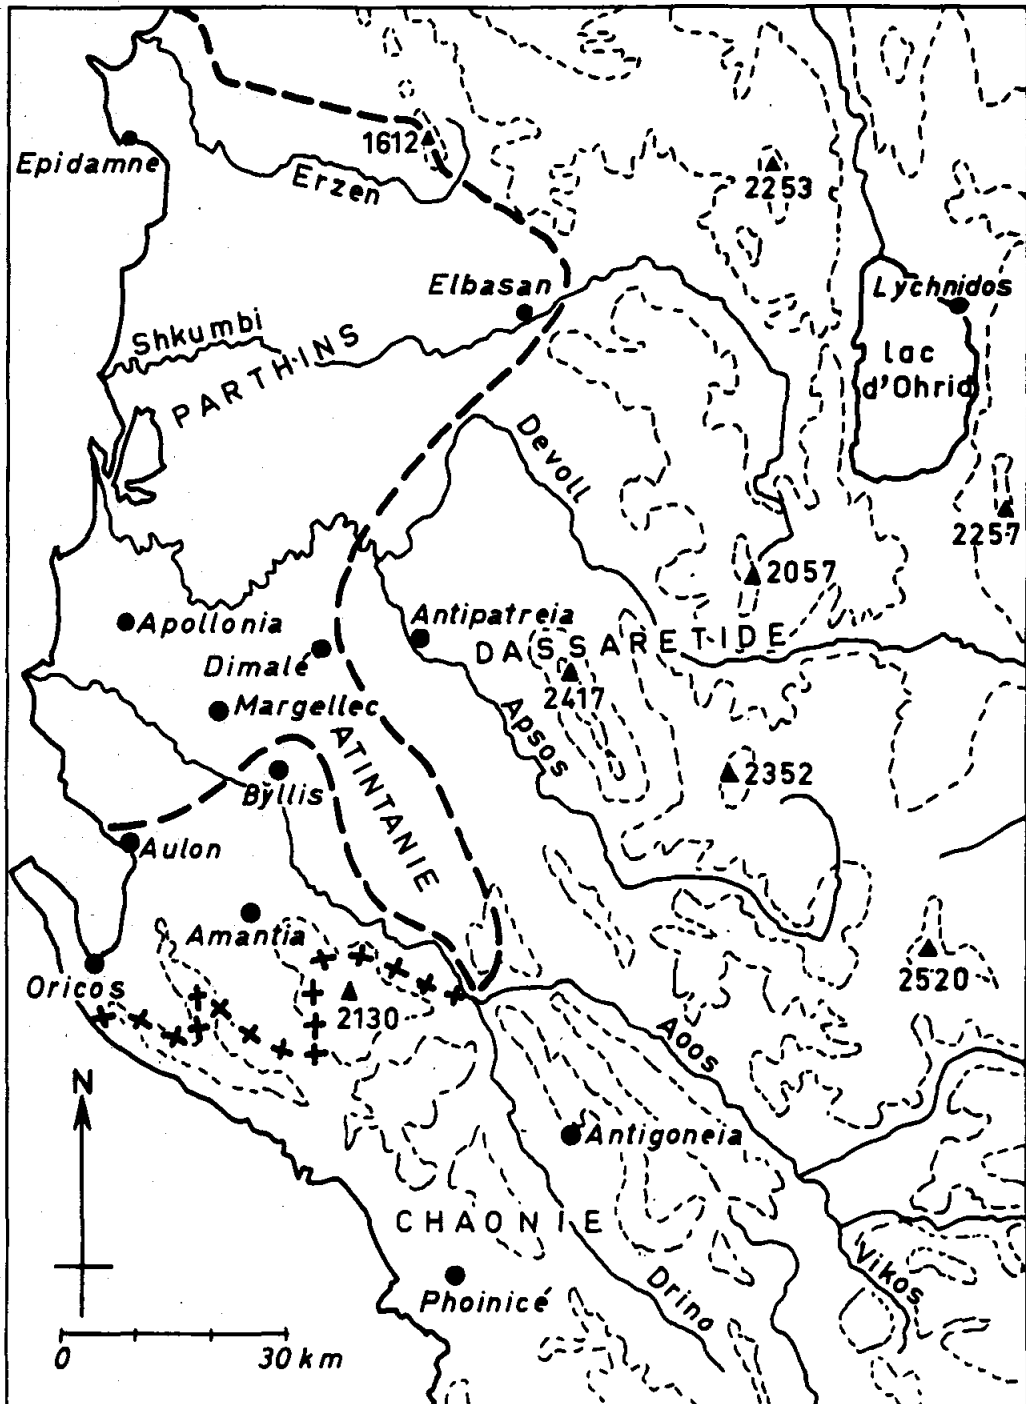 1612
Epidamne
Erzen
2253
Elbasan
Lychnidos
Shkumbi
lac
d'Ohrid
PARTHINS
Devoll
2257
2057
Apollonia
Antipatreia
Dimale
DASSARETIDE
2417
Margellec
Apsos
ATINTANIE
2352
Byllis
Aulon
Amantia
2520
Oricos
2130
Aoos
N
Antigoneia
CHAONIE
Vikos
Drino
Phoinicé
0 30 km